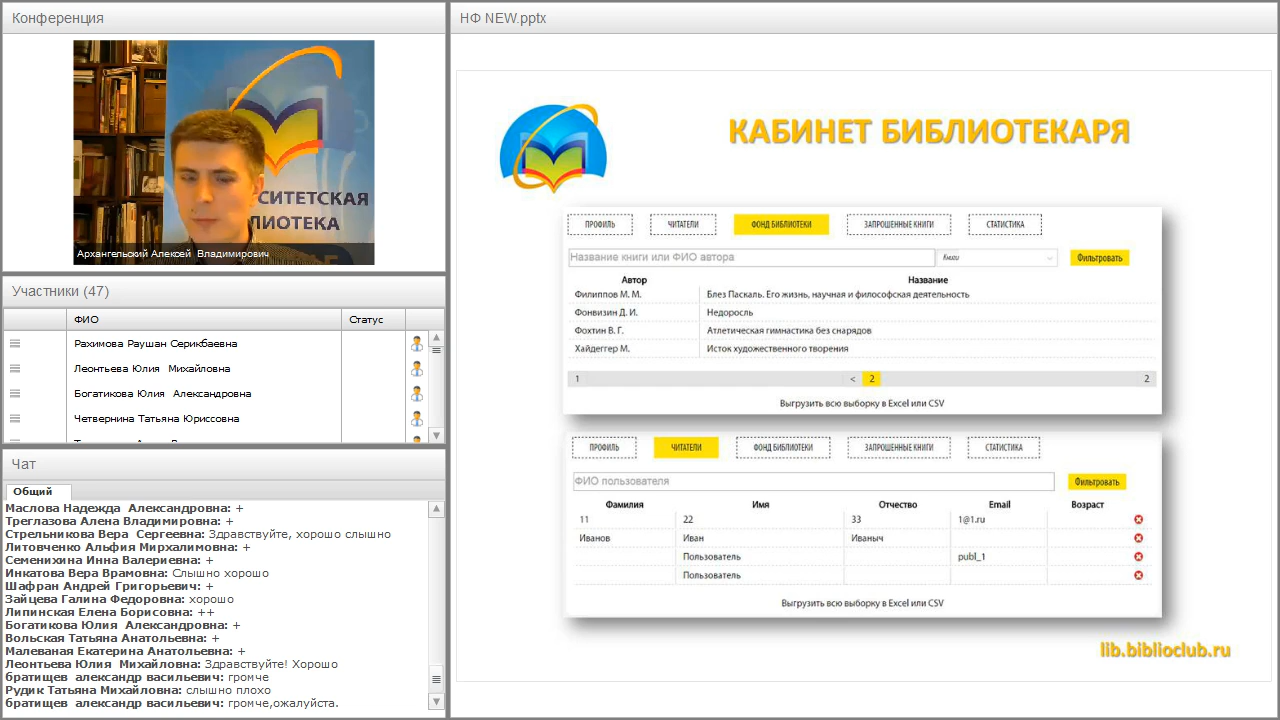 Конференция
СИТЕТСКАЯ
ЛИОТЕКА
Архангельский Алексей Владимирович
Участники (47)
ФИО Статус
Рахимова Раушан Серикбаевна
Леонтьева Юлия Михайловна
Богатикова Юлия Александровна
Четвернина Татьяна Юриссовна
Чат
Общий
Маслова Надежда Александровна: +
Треглазова Алена Владимировна: +
Стрельникова Вера Сергеевна: Здравствуйте, хорошо слышно
Литовченко Альфия Мирхалимовна: +
Семенихина Инна Валериевна: +
Инкатова Вера Врамовна: Слышно хорошо
Шафран Андрей Григорьевич: +
Зайцева Галина Федоровна: хорошо
Липинская Елена Борисовна: ++
Богатикова Юлия Александровна: +
Вольская Татьяна Анатольевна: +
Малеваная Екатерина Анатольевна: +
Леонтьева Юлия Михайловна: Здравствуйте! Хорошо
братищев александр васильевич: громче
Рудик Татьяна Михайловна: слышно плохо
братищев александр васильевич: громче,ожалуйста.
НФ NEW.pptx
КАБИНЕТ БИБЛИОТЕКАРЯ
ПРОФИЛЬ ЧИТАТЕЛИ ФОНД БИБЛИОТЕКИ ЗАПРОШЕННЫЕ КНИГИ СТАТИСТИКА
Название книги или ФИО автора Книги Фильтровать
Автор Название
Филиппов М. М. Блез Паскаль. Его жизнь, научная и философская деятельность
Фонвизин Д. И. Недоросль
Фохтин В. Г. Атлетическая гимнастика без снарядов
Хайдеггер М. Исток художественного творения
1 < 2 2
Выгрузить всю выборку в Excel или CSV
ПРОФИЛЬ ЧИТАТЕЛИ ФОНД БИБЛИОТЕКИ ЗАПРОШЕННЫЕ КНИГИ СТАТИСТИКА
ФИО пользователя Фильтровать
Фамилия Имя Отчество Email Возраст
11 22 33 1@1.ru
Иванов Иван Иваныч
Пользователь publ_1
Пользователь
Выгрузить всю выборку в Excel или CSV
lib.biblioclub.ru